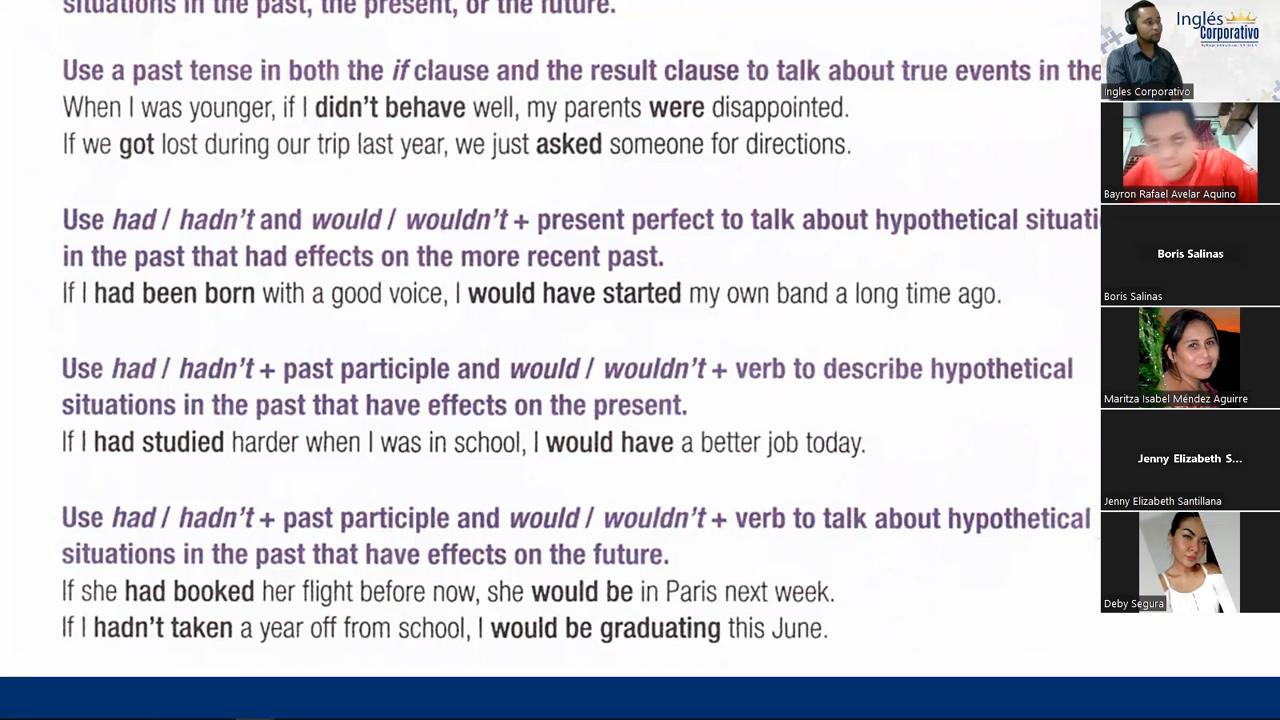 situations in the past, the present, or the future.
Use a past tense in both the if clause and the result clause to talk about true events in the
When I was younger, if I didn't behave well, my parents were disappointed.
If we got lost during our trip last year, we just asked someone for directions.
Use had / hadn't and would / wouldn't + present perfect to talk about hypothetical situati
in the past that had effects on the more recent past.
If I had been born with a good voice, I would have started my own band a long time ago.
Use had / hadn't + past participle and would / wouldn't + verb to describe hypothetical
situations in the past that have effects on the present.
If I had studied harder when I was in school, I would have a better job today.
Use had / hadn't + past participle and would / wouldn't + verb to talk about hypothetical
situations in the past that have effects on the future.
If she had booked her flight before now, she would be in Paris next week.
If I hadn't taken a year off from school, I would be graduating this June.
Inglés
Corporativo
Ingles Corporativo
Bayron Rafael Avelar Aquino
Boris Salinas
Boris Salinas
Maritza Isabel Méndez Aguirre
Jenny Elizabeth S...
Jenny Elizabeth Santillana
Deby Segura